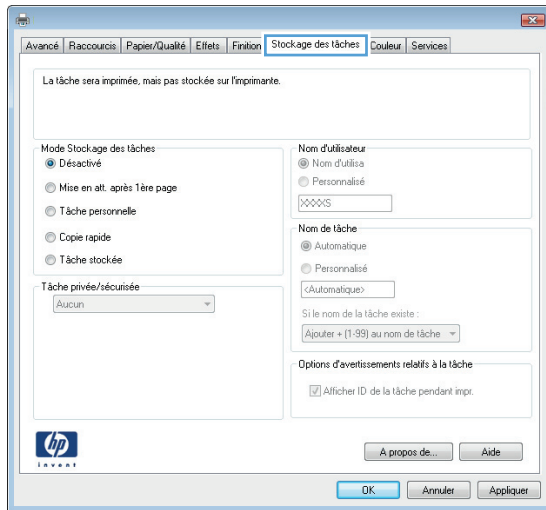 Avancé Raccourcis Papier/Qualité Effets Finition Stockage des tâches Couleur Services
La tâche sera imprimée, mais pas stockée sur l'imprimante.
Mode Stockage des tâches
Désactivé
Mise en att. après 1ère page
Tâche personnelle
Copie rapide
Tâche stockée
Tâche privée/sécurisée
Aucun
Nom d'utilisateur
Nom d'utilisa
Personnalisé
XXXXS
Nom de tâche
Automatique
Personnalisé
<Automatique>
Si le nom de la tâche existe :
Ajouter + (1-99) au nom de tâche
Options d'avertissements relatifs à la tâche
Afficher ID de la tâche pendant impr.
hp
invent
A propos de... Aide
OK Annuler Appliquer